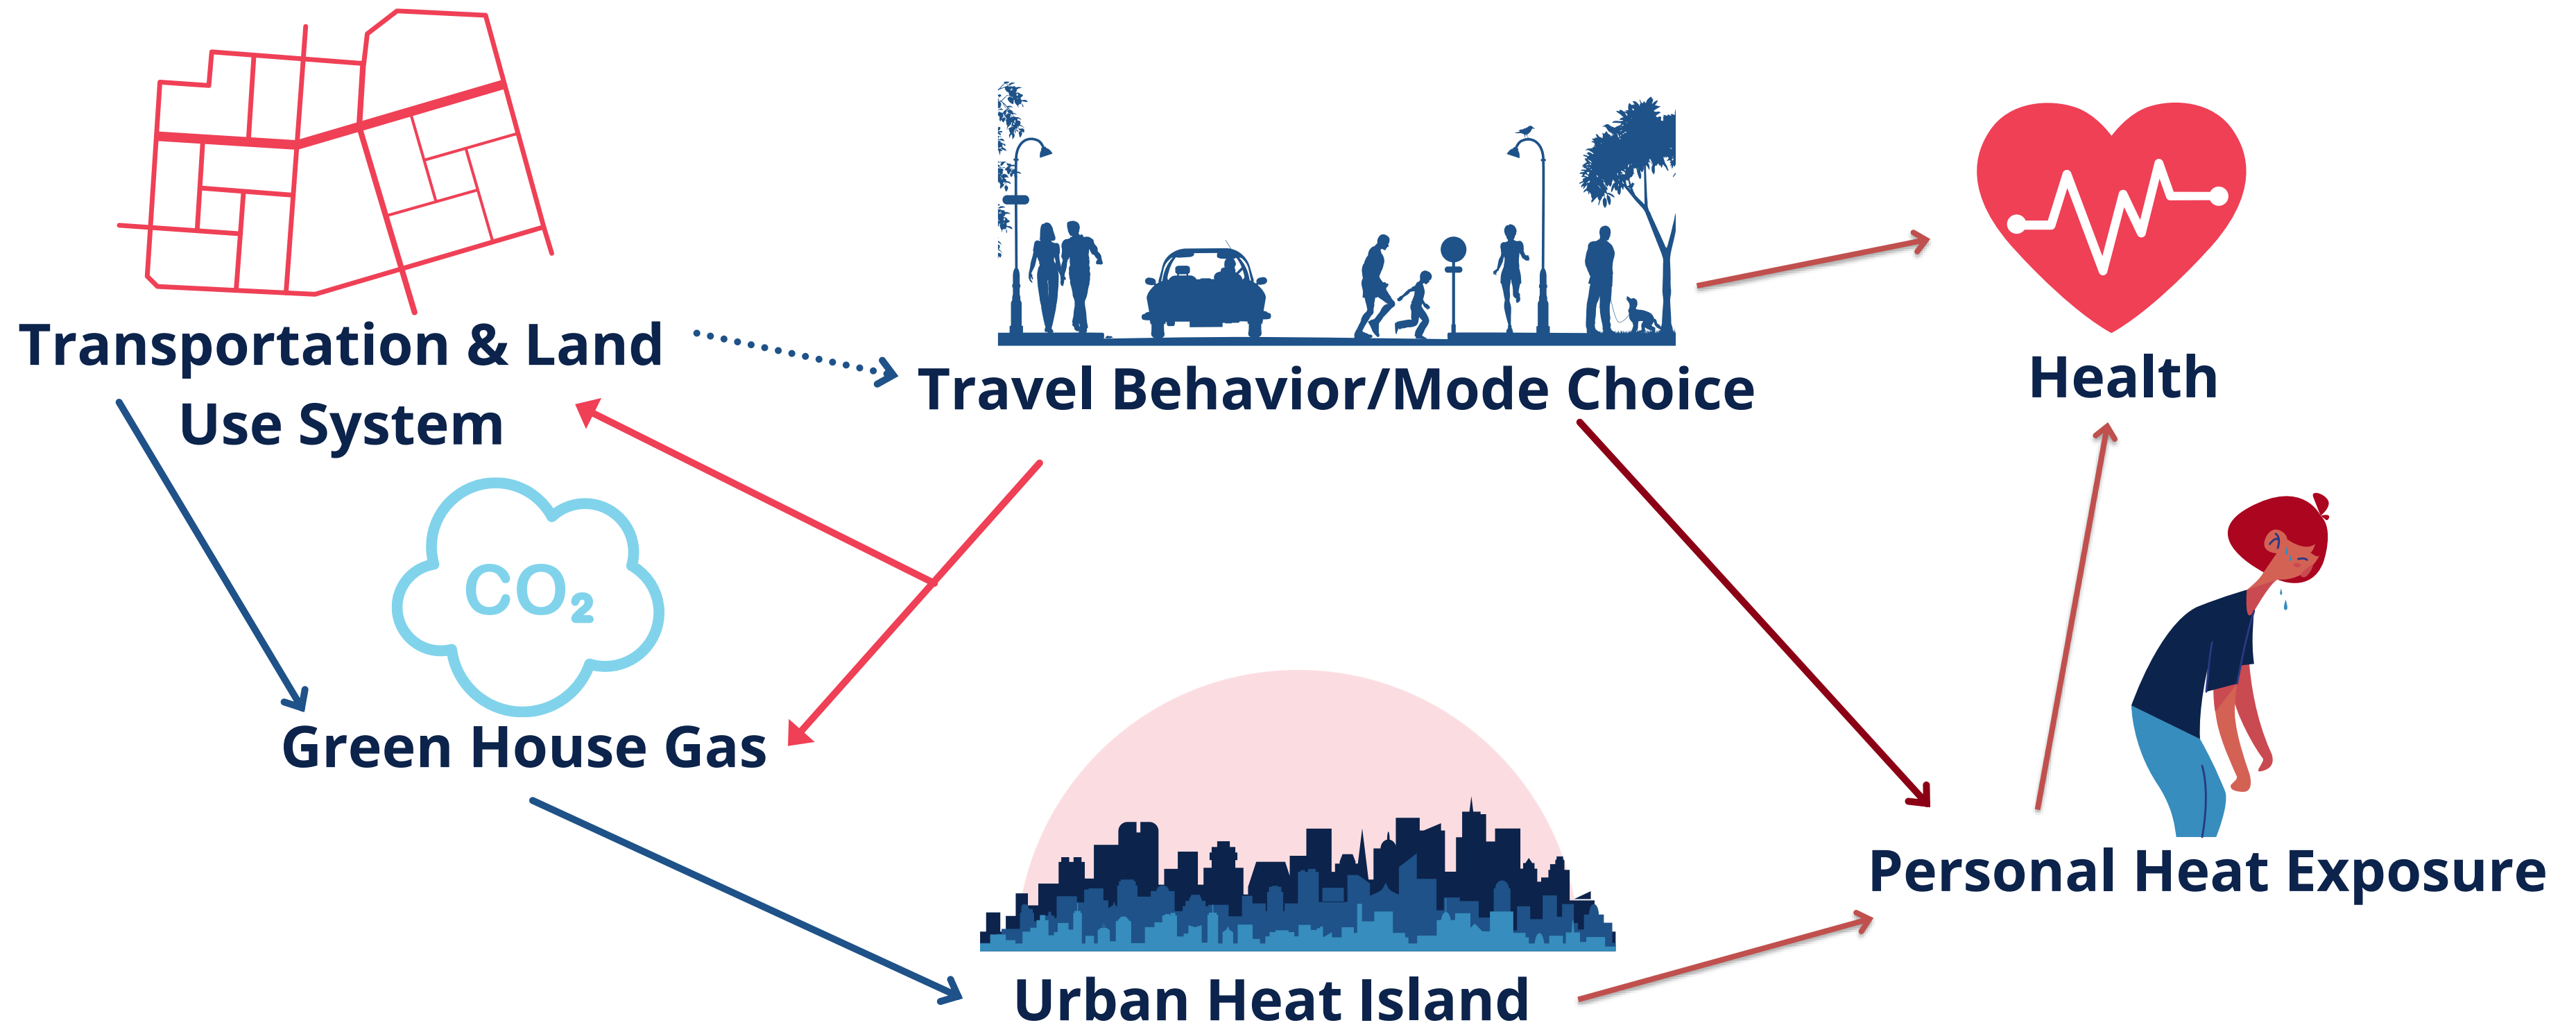 Transportation & Land
Use System
Travel Behavior/Mode Choice
Health
CO₂
Green House Gas
Personal Heat Exposure
Urban Heat Island